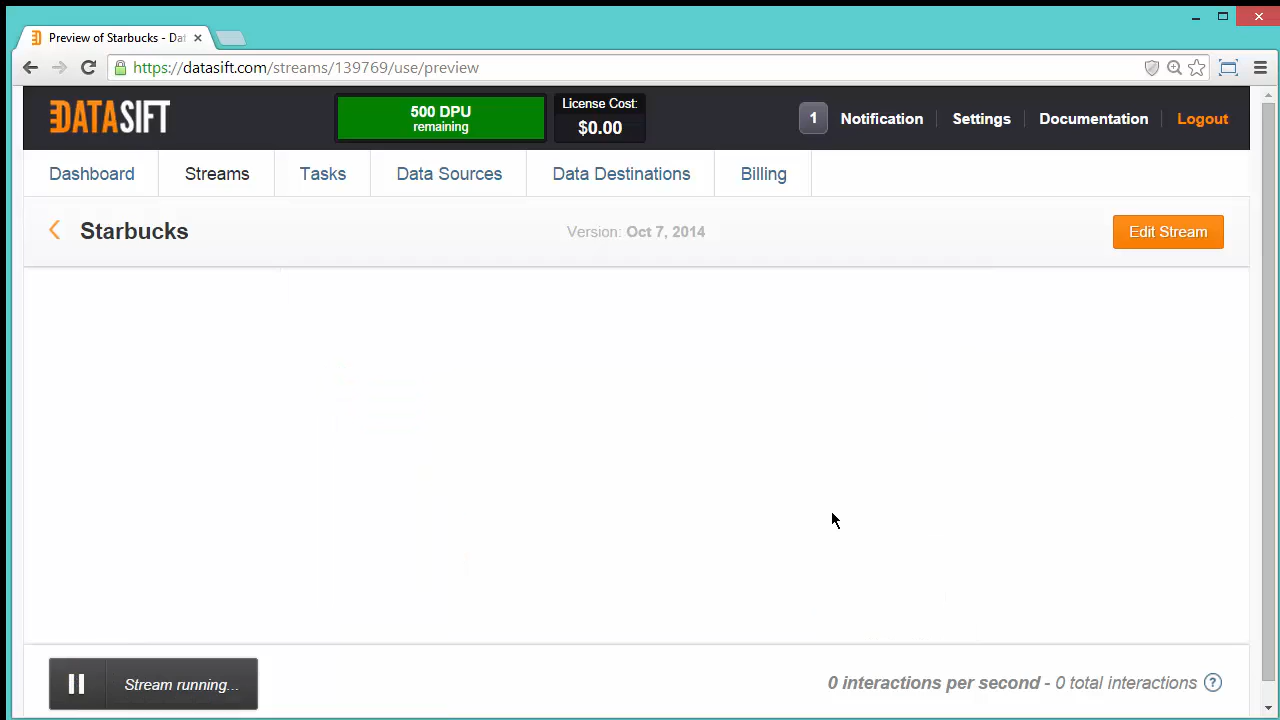 Preview of Starbucks - Dat
https://datasift.com/streams/139769/use/preview
DATASIFT
500 DPU
remaining
License Cost:
$0.00
1 Notification
Settings
Documentation
Logout
Dashboard
Streams
Tasks
Data Sources
Data Destinations
Billing
Starbucks
Version: Oct 7, 2014
Edit Stream
Stream running...
0 interactions per second - 0 total interactions ?